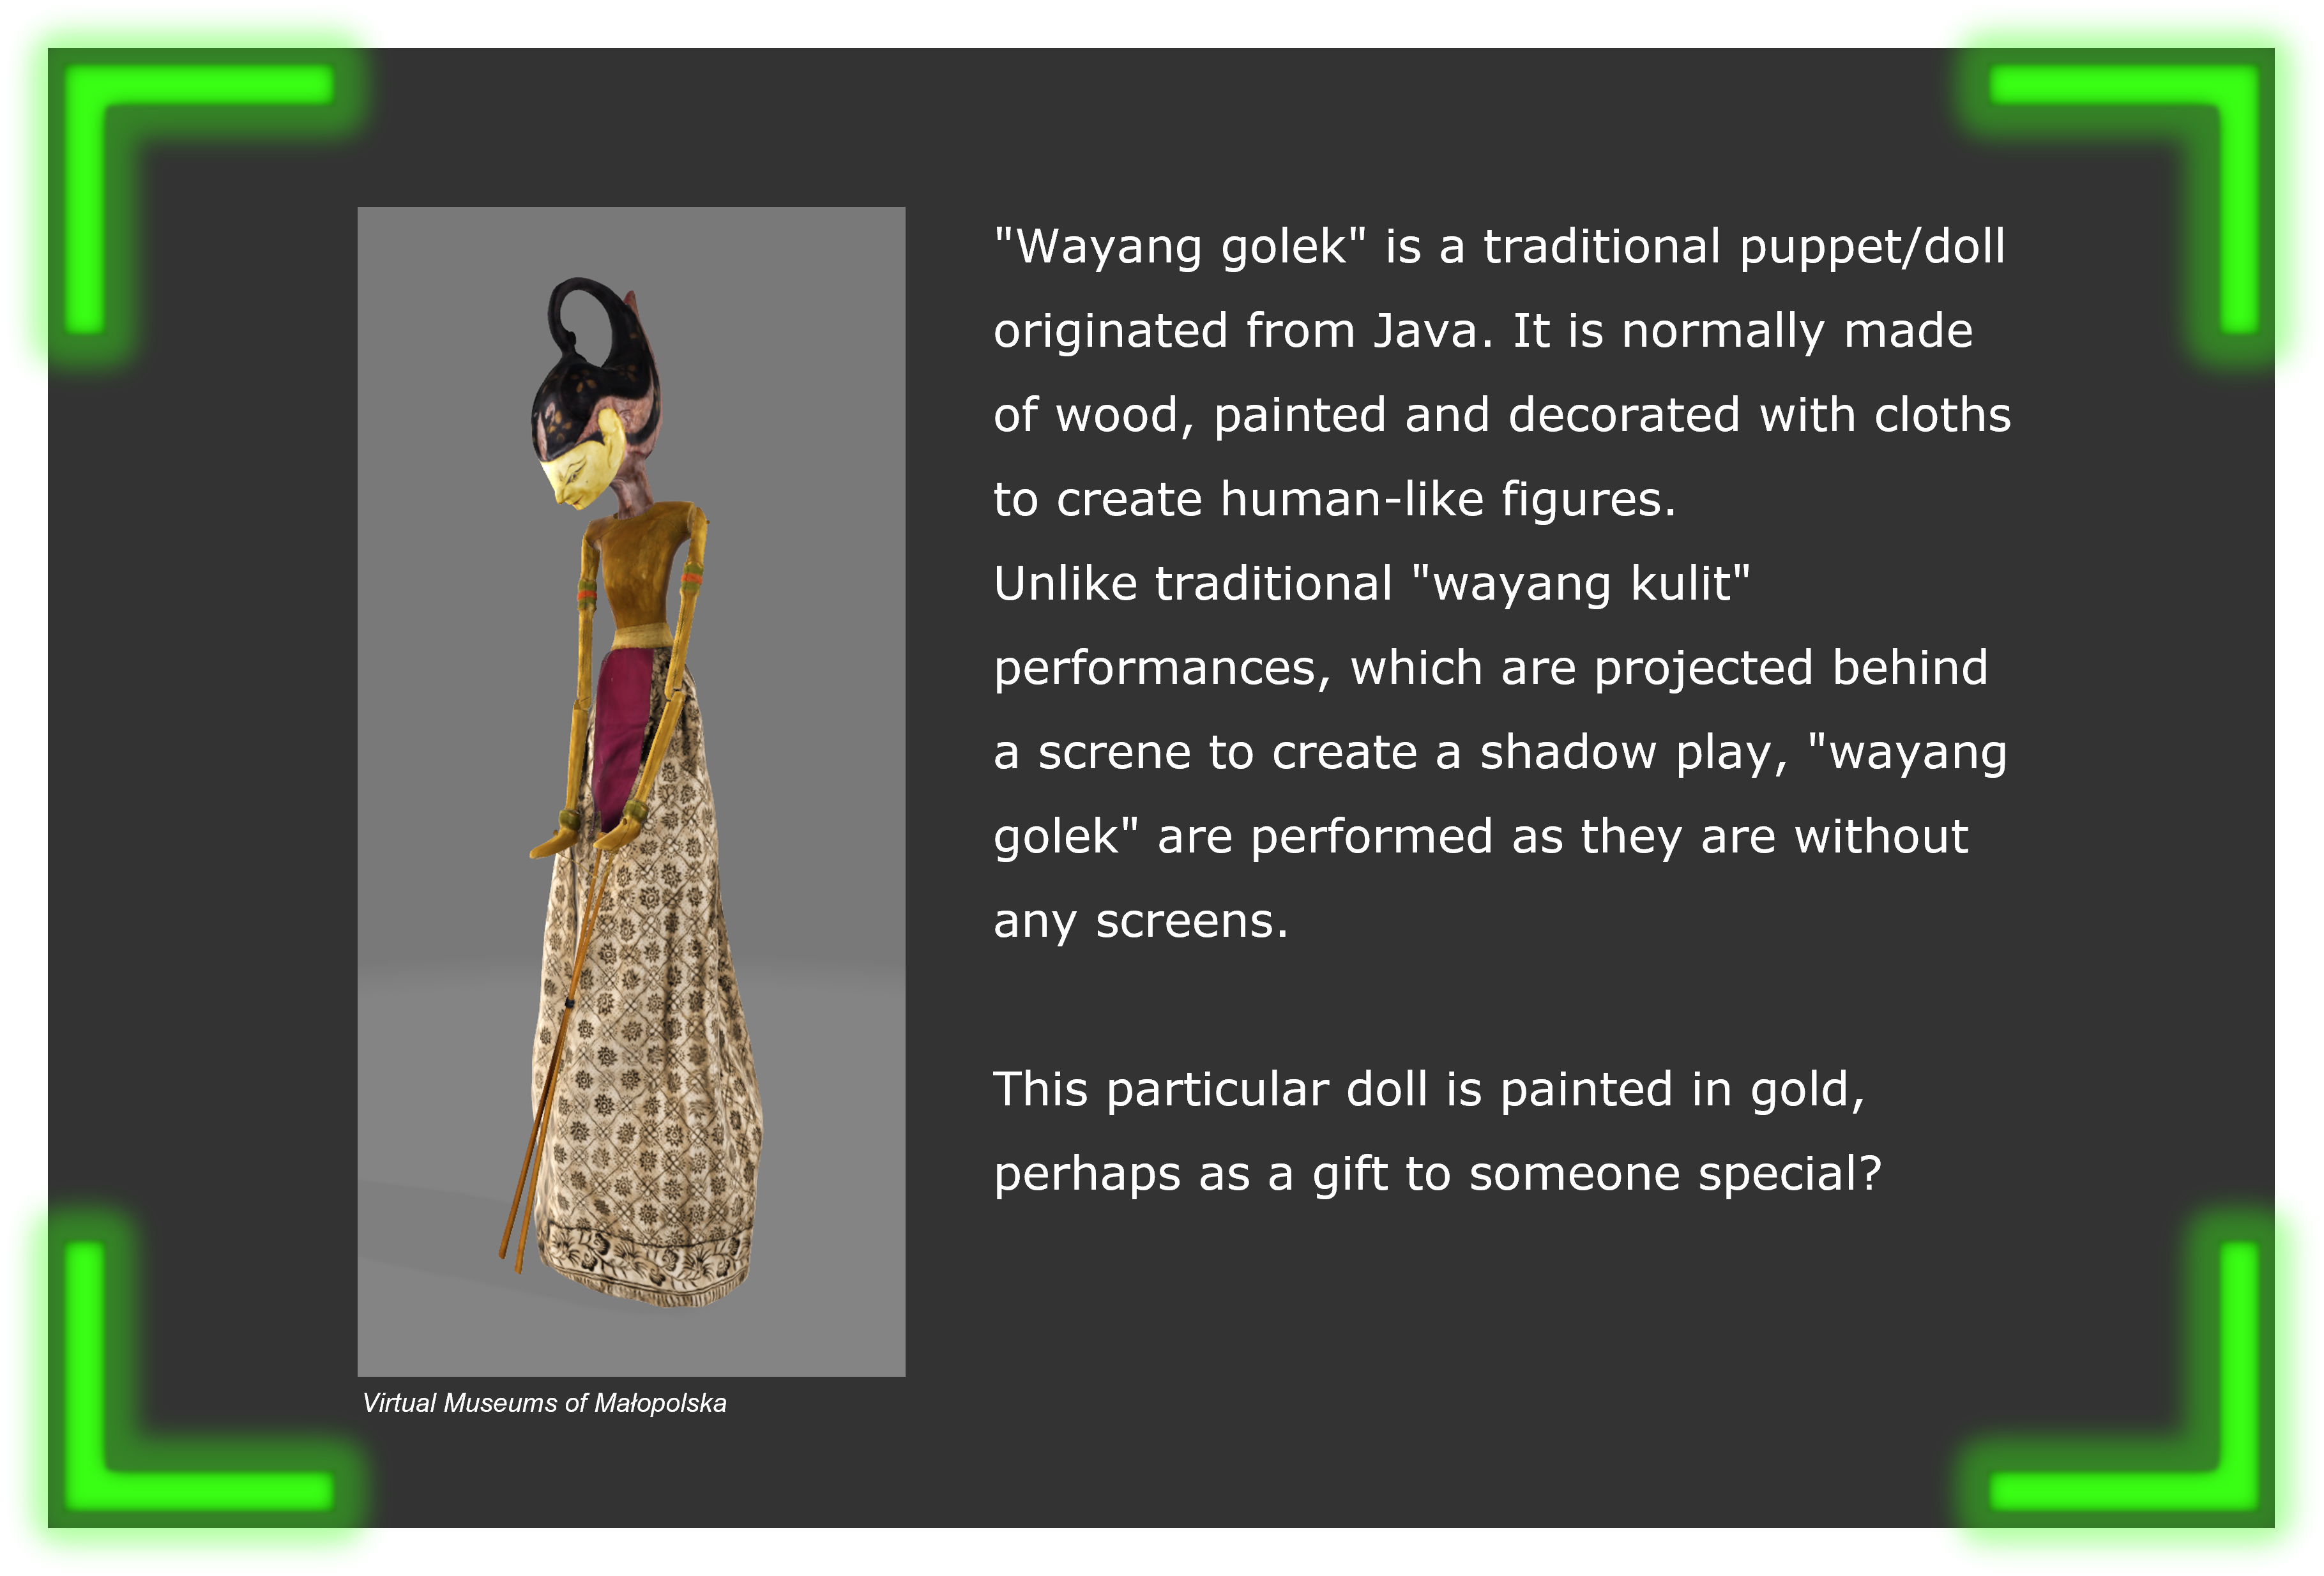 "Wayang golek" is a traditional puppet/doll
originated from Java. It is normally made
of wood, painted and decorated with cloths
to create human-like figures.
Unlike traditional "wayang kulit"
performances, which are projected behind
a screne to create a shadow play, "wayang
golek" are performed as they are without
any screens.
This particular doll is painted in gold,
perhaps as a gift to someone special?
Virtual Museums of Małopolska